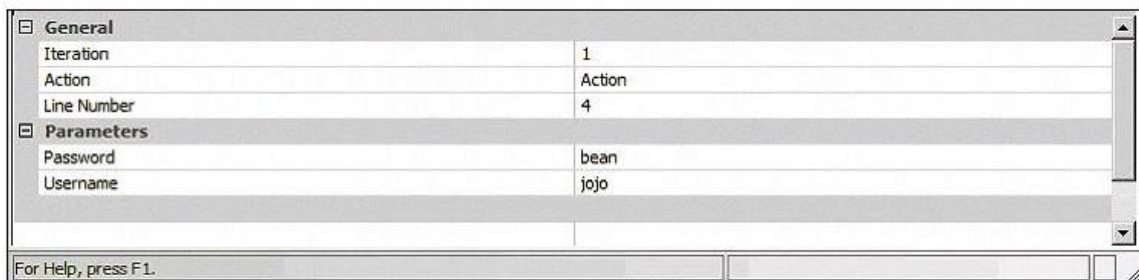 General
Iteration 1
Action Action
Line Number 4
Parameters
Password bean
Username jojo
For Help, press F1.